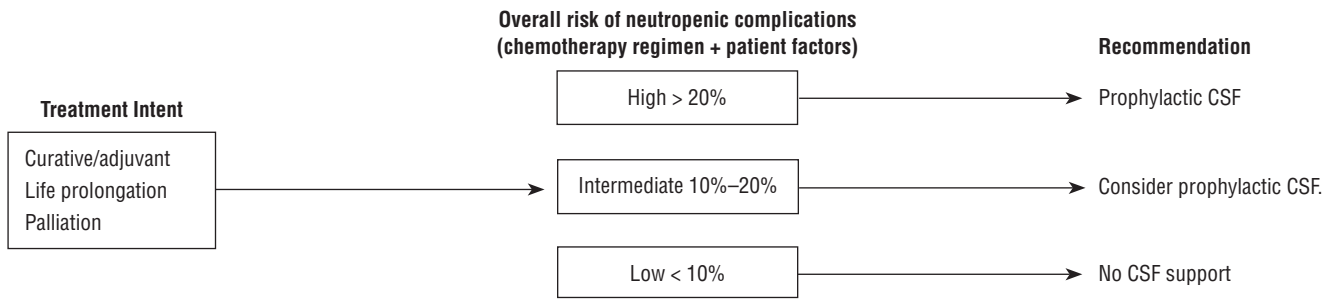 Overall risk of neutropenic complications
(chemotherapy regimen + patient factors)
Recommendation
High > 20%
Prophylactic CSF
Treatment Intent
Curative/adjuvant
Life prolongation
Palliation
Intermediate 10%–20%
Consider prophylactic CSF.
Low < 10%
No CSF support